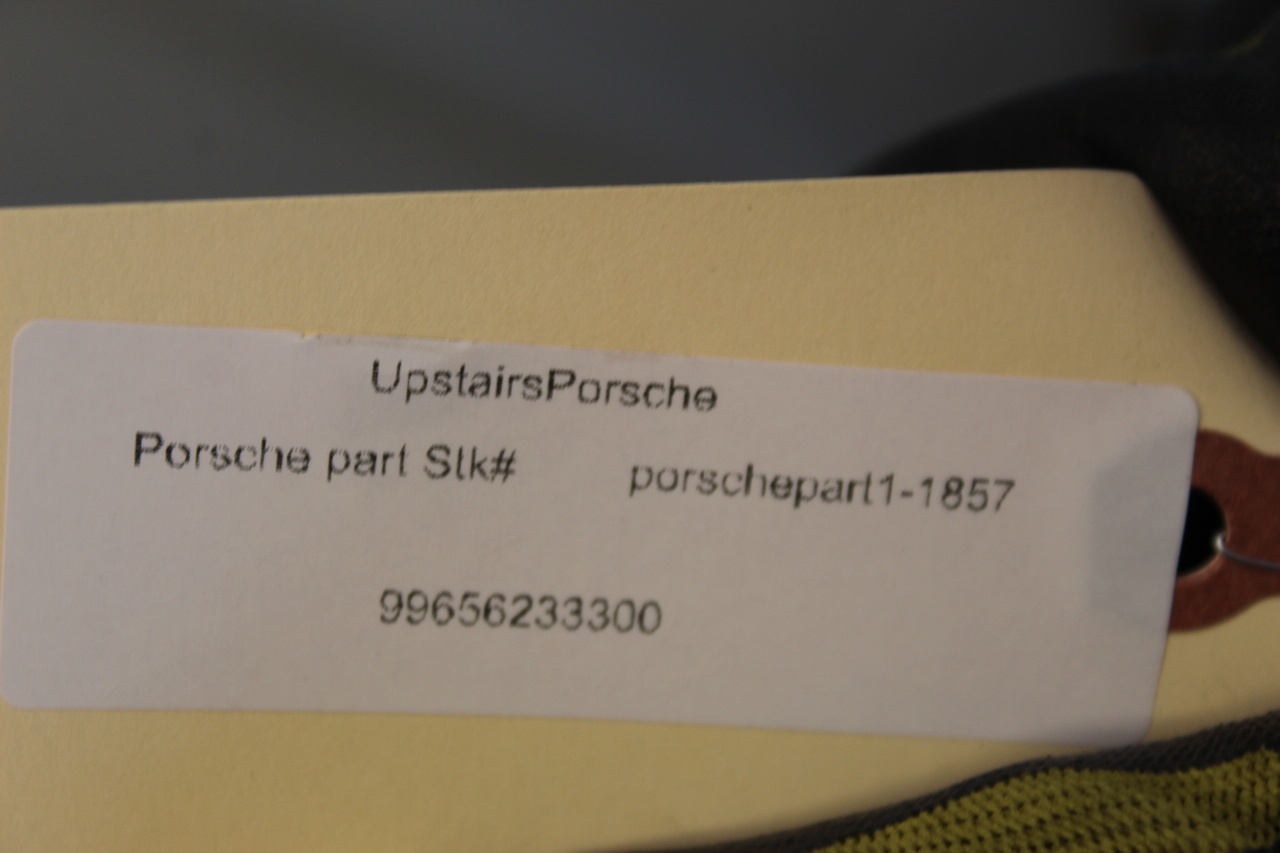 UpstairsPorsche
Porsche part Stk# porschepart1-1857
99656233300